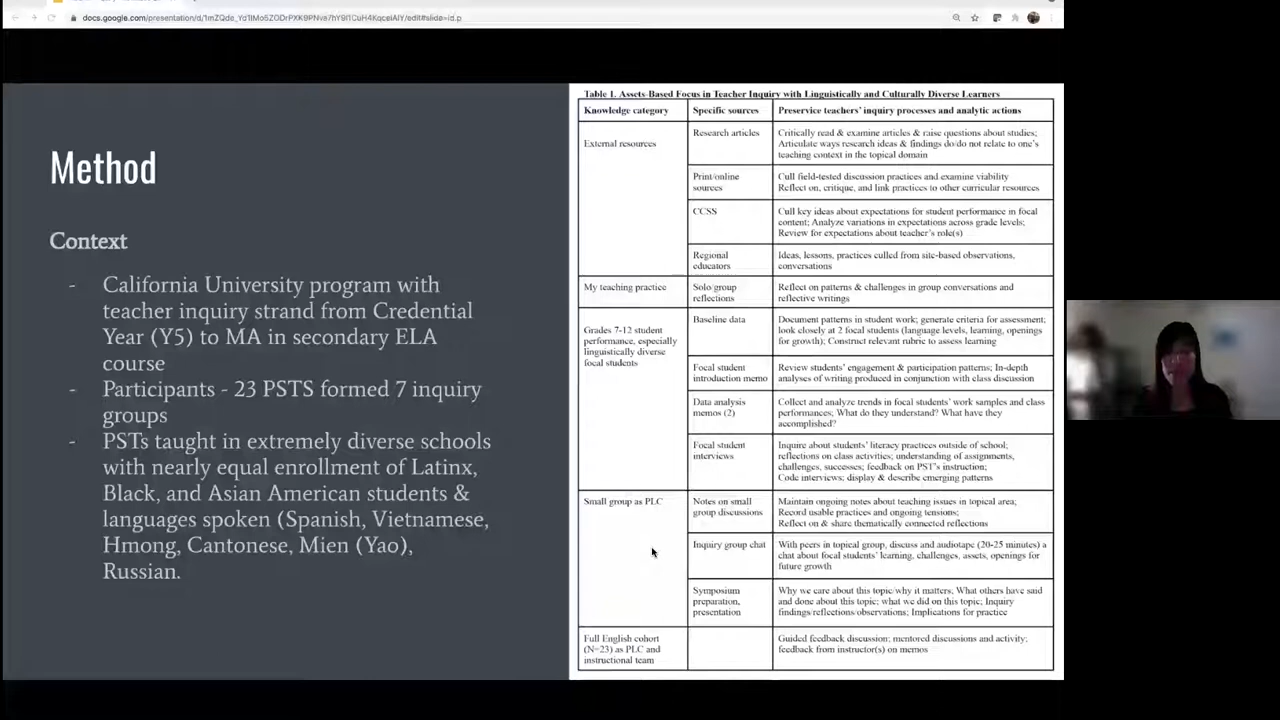 Method
Context
- California University program with
teacher inquiry strand from Credential
Year (Y5) to MA in secondary ELA
course
- Participants - 23 PSTS formed 7 inquiry
groups
- PSTs taught in extremely diverse schools
with nearly equal enrollment of Latinx,
Black, and Asian American students &
languages spoken (Spanish, Vietnamese,
Hmong, Cantonese, Mien (Yao),
Russian.
Table 1. Assets-Based Focus in Teacher Inquiry with Linguistically and Culturally Diverse Learners
Knowledge category
Specific sources
Preservice teachers' inquiry processes and analytic actions
External resources
Research articles
Critically read & examine articles & raise questions about studies;
Articulate ways research ideas & findings do/do not relate to one's
teaching context in the topical domain
Print/online
sources
Cull field-tested discussion practices and examine viability
Reflect on, critique, and link practices to other curricular resources
CCSS
Cull key ideas about expectations for student performance in focal
content; Analyze variations in expectations across grade levels;
Review for expectations about teacher's role(s)
Regional
educators
Ideas, lessons, practices culled from site-based observations,
conversations
My teaching practice
Solo/group
reflections
Reflect on patterns & challenges in group conversations and
reflective writings
Grades 7-12 student
performance, especially
linguistically diverse
focal students
Baseline data
Document patterns in student work; generate criteria for assessment;
look closely at 2 focal students (language levels, learning, openings
for growth); Construct relevant rubric to assess learning
Focal student
introduction memo
Review students' engagement & participation patterns; In-depth
analyses of writing produced in conjunction with class discussion
Data analysis
memos (2)
Collect and analyze trends in focal students' work samples and class
performances; What do they understand? What have they
accomplished?
Focal student
interviews
Inquire about students' literacy practices outside of school;
reflections on class activities; understanding of assignments,
challenges, successes; feedback on PST's instruction;
Code interviews; display & describe emerging patterns
Small group as PLC
Notes on small
group discussions
Maintain ongoing notes about teaching issues in topical area;
Record usable practices and ongoing tensions;
Reflect on & share thematically connected reflections
Inquiry group chat
With peers in topical group, discuss and audiotape (20-25 minutes) a
chat about focal students' learning, challenges, assets, openings for
future growth
Symposium
preparation,
presentation
Why we care about this topic/why it matters; What others have said
and done about this topic; what we did on this topic; Inquiry
findings/reflections/observations; Implications for practice
Full English cohort
(N=23) as PLC and
instructional team
Guided feedback discussion; mentored discussions and activity;
feedback from instructor(s) on memos